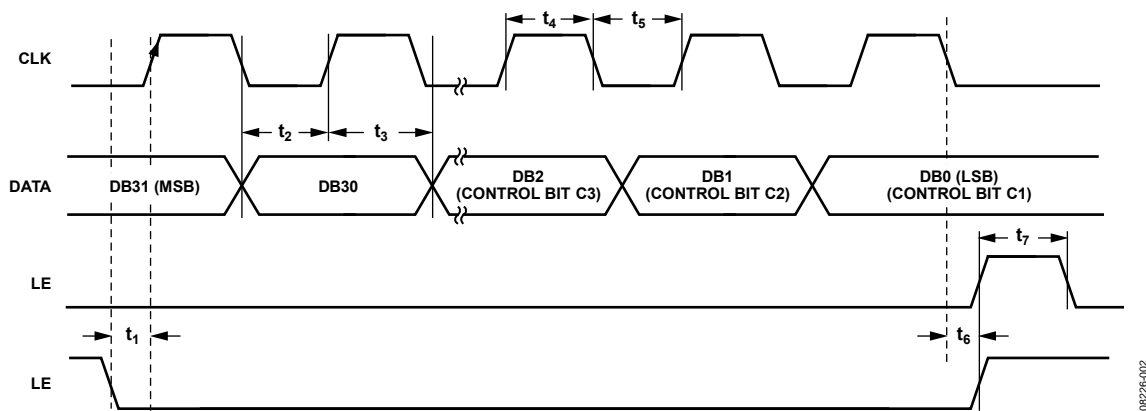 t4
t5
CLK
t2
t3
DATA
DB31 (MSB)
DB30
DB2
(CONTROL BIT C3)
DB1
(CONTROL BIT C2)
DB0 (LSB)
(CONTROL BIT C1)
t7
LE
t1
t6
LE
08226-002